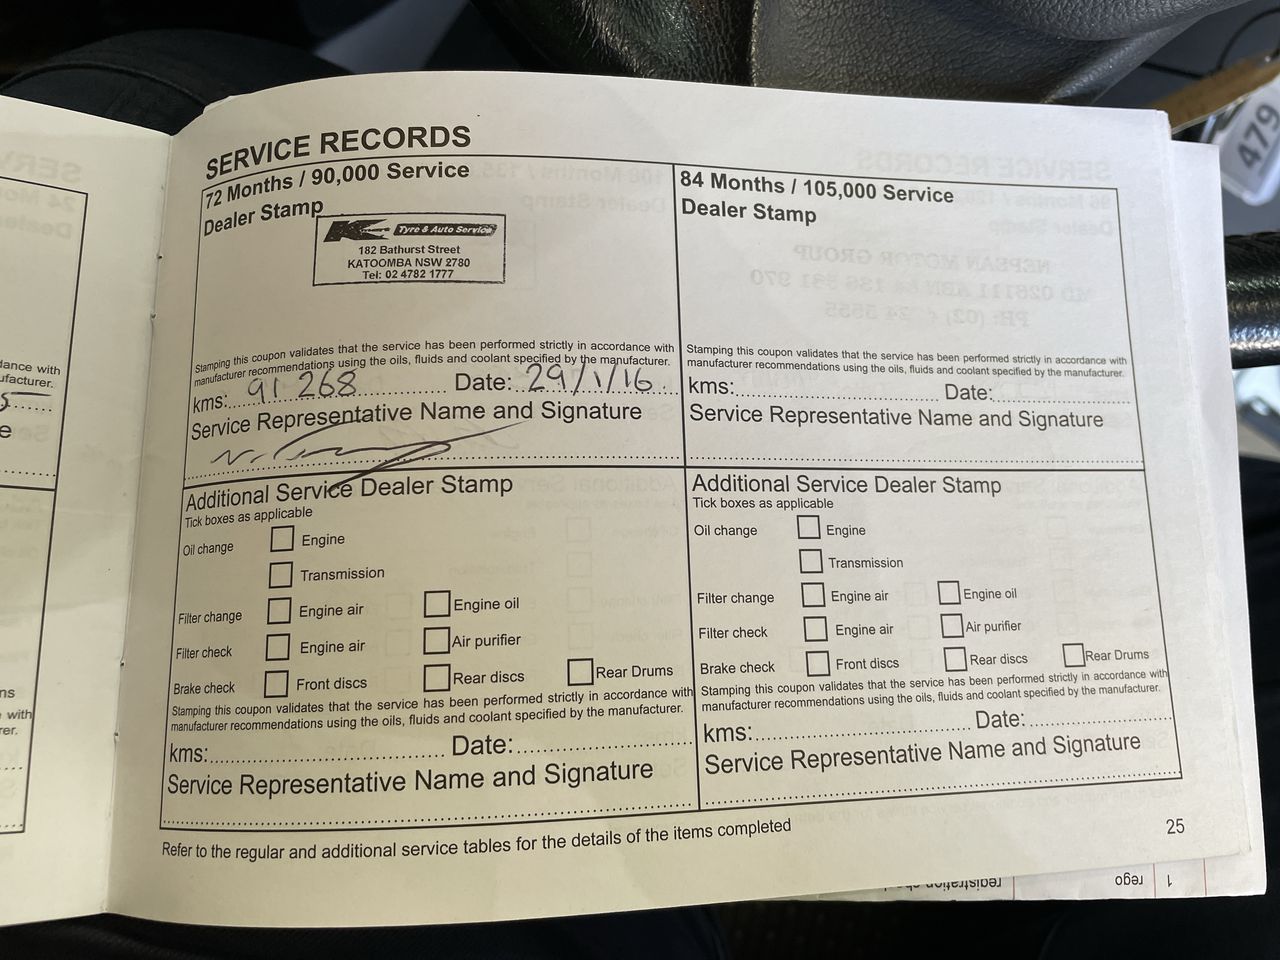 SERVICE RECORDS
72 Months / 90,000 Service
Dealer Stamp
Tyre & Auto Service
182 Bathurst Street
KATOOMBA NSW 2780
Tel: 02 4782 1777
Stamping this coupon validates that the service has been performed strictly in accordance with
manufacturer recommendations using the oils, fluids and coolant specified by the manufacturer.
kms: 91 268 Date: 29/1/16
Service Representative Name and Signature
84 Months / 105,000 Service
Dealer Stamp
Stamping this coupon validates that the service has been performed strictly in accordance with
manufacturer recommendations using the oils, fluids and coolant specified by the manufacturer.
kms: Date:
Service Representative Name and Signature
Additional Service Dealer Stamp
Tick boxes as applicable
Oil change Engine
Transmission
Filter change Engine air Engine oil
Filter check Engine air Air purifier
Brake check Front discs Rear discs Rear Drums
Stamping this coupon validates that the service has been performed strictly in accordance with
manufacturer recommendations using the oils, fluids and coolant specified by the manufacturer.
kms: Date:
Service Representative Name and Signature
Additional Service Dealer Stamp
Tick boxes as applicable
Oil change Engine
Transmission
Filter change Engine air Engine oil
Filter check Engine air Air purifier
Brake check Front discs Rear discs Rear Drums
Stamping this coupon validates that the service has been performed strictly in accordance with
manufacturer recommendations using the oils, fluids and coolant specified by the manufacturer.
kms: Date:
Service Representative Name and Signature
Refer to the regular and additional service tables for the details of the items completed
25
479
1 rego
registration